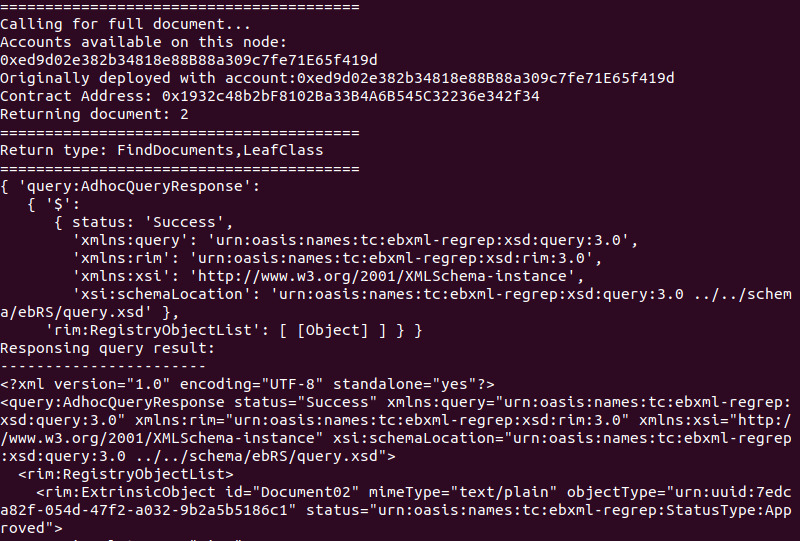 ========================================
Calling for full document...
Accounts available on this node:
0xed9d02e382b34818e88B88a309c7fe71E65f419d
Originally deployed with account:0xed9d02e382b34818e88B88a309c7fe71E65f419d
Contract Address: 0x1932c48b2bF8102Ba33B4A6B545C32236e342f34
Returning document: 2
========================================
Return type: FindDocuments,LeafClass
========================================
{ 'query:AdhocQueryResponse':
   { '$':
      { status: 'Success',
        'xmlns:query': 'urn:oasis:names:tc:ebxml-regrep:xsd:query:3.0',
        'xmlns:rim': 'urn:oasis:names:tc:ebxml-regrep:xsd:rim:3.0',
        'xmlns:xsi': 'http://www.w3.org/2001/XMLSchema-instance',
        'xsi:schemaLocation': 'urn:oasis:names:tc:ebxml-regrep:xsd:query:3.0 ../../schem
a/ebRS/query.xsd' },
     'rim:RegistryObjectList': [ [Object] ] } }
Responsing query result:
-----------------------
<?xml version="1.0" encoding="UTF-8" standalone="yes"?>
<query:AdhocQueryResponse status="Success" xmlns:query="urn:oasis:names:tc:ebxml-regrep:
xsd:query:3.0" xmlns:rim="urn:oasis:names:tc:ebxml-regrep:xsd:rim:3.0" xmlns:xsi="http:/
/www.w3.org/2001/XMLSchema-instance" xsi:schemaLocation="urn:oasis:names:tc:ebxml-regrep
:xsd:query:3.0 ../../schema/ebRS/query.xsd">
  <rim:RegistryObjectList>
    <rim:ExtrinsicObject id="Document02" mimeType="text/plain" objectType="urn:uuid:7edc
a82f-054d-47f2-a032-9b2a5b5186c1" status="urn:oasis:names:tc:ebxml-regrep:StatusType:App
roved">